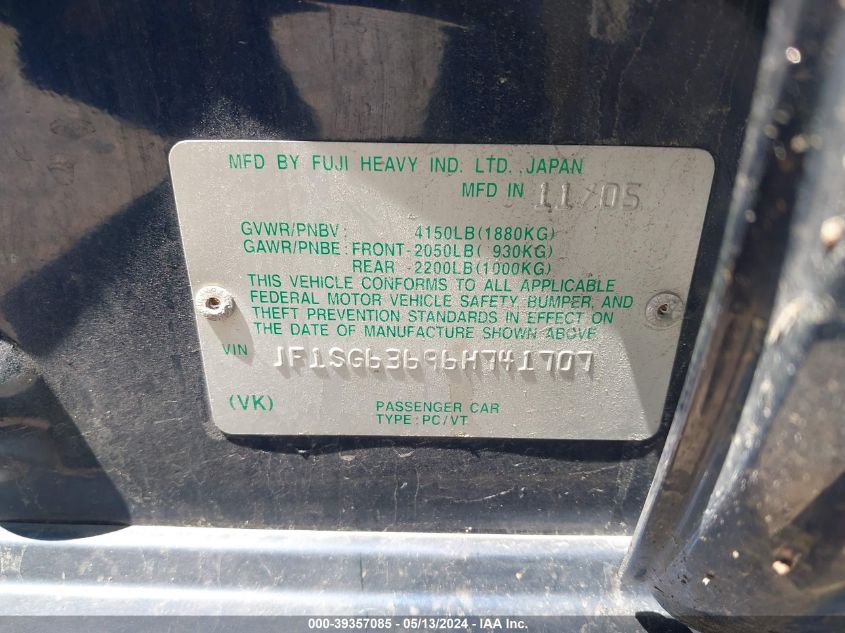 MFD BY FUJI HEAVY IND. LTD. JAPAN
MFD IN 11/05
GVWR/PNBV: 4150LB(1880KG)
GAWR/PNBE: FRONT-2050LB( 930KG)
REAR -2200LB(1000KG)
THIS VEHICLE CONFORMS TO ALL APPLICABLE
FEDERAL MOTOR VEHICLE SAFETY, BUMPER, AND
THEFT PREVENTION STANDARDS IN EFFECT ON
THE DATE OF MANUFACTURE SHOWN ABOVE.
VIN JF1SG63696H741707
(VK) PASSENGER CAR
TYPE: PC/VT
000-39357085 - 05/13/2024 - IAAI.com